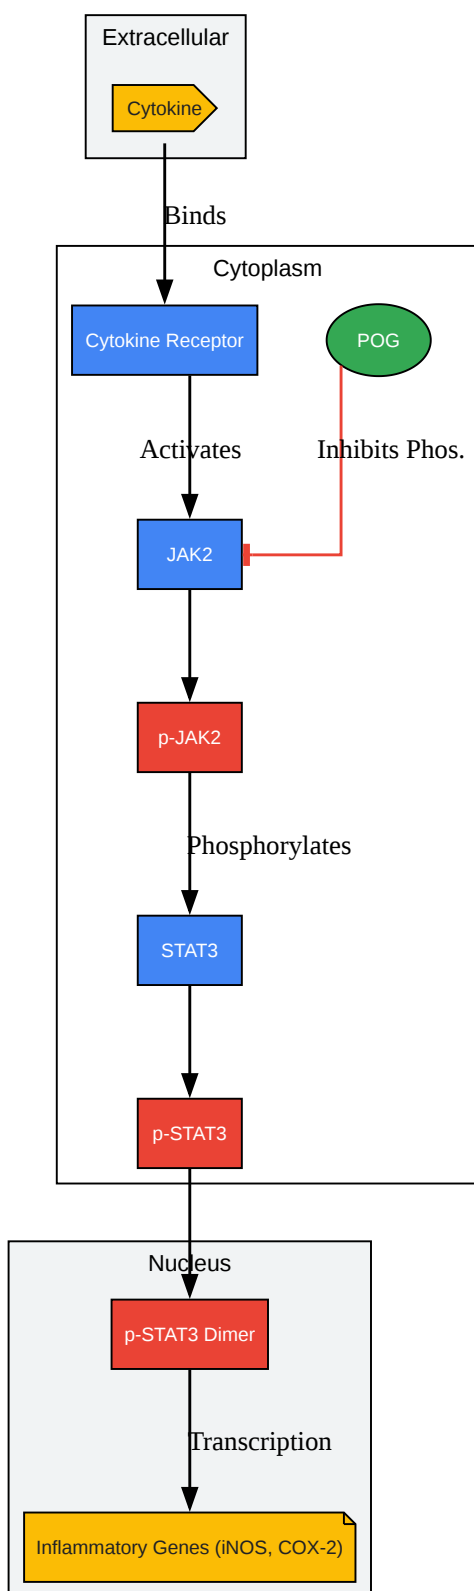 Extracellular
Cytokine
Binds
Cytoplasm
Cytokine Receptor
POG
Activates
Inhibits Phos.
JAK2
p-JAK2
Phosphorylates
STAT3
p-STAT3
Nucleus
p-STAT3 Dimer
Transcription
Inflammatory Genes (iNOS, COX-2)